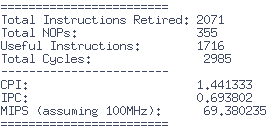 ========================
Total Instructions Retired: 2071
Total NOPs: 355
Useful Instructions: 1716
Total Cycles: 2985
------------------------
CPI: 1.441333
IPC: 0.693802
MIPS (assuming 100MHz): 69.380235
========================